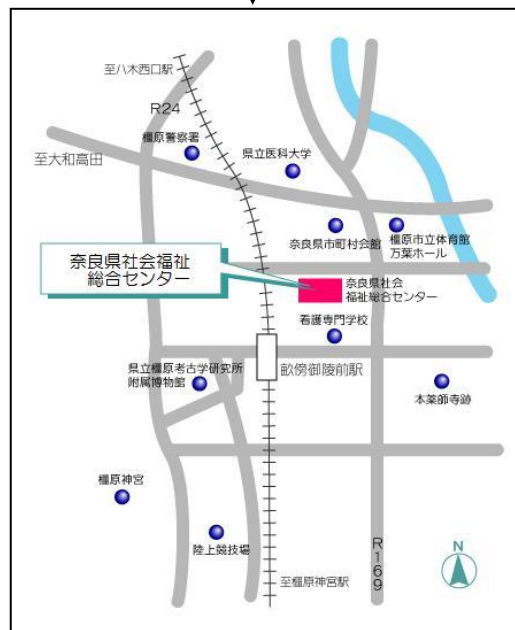 至八木西口駅
R24
橿原警察署
県立医科大学
至大和高田
奈良県市町村会館
橿原市立体育館
万葉ホール
奈良県社会福祉
総合センター
奈良県社会
福祉総合センター
看護専門学校
県立橿原考古学研究所
附属博物館
畝傍御陵前駅
本薬師寺跡
橿原神宮
陸上競技場
R169
至橿原神宮駅
N